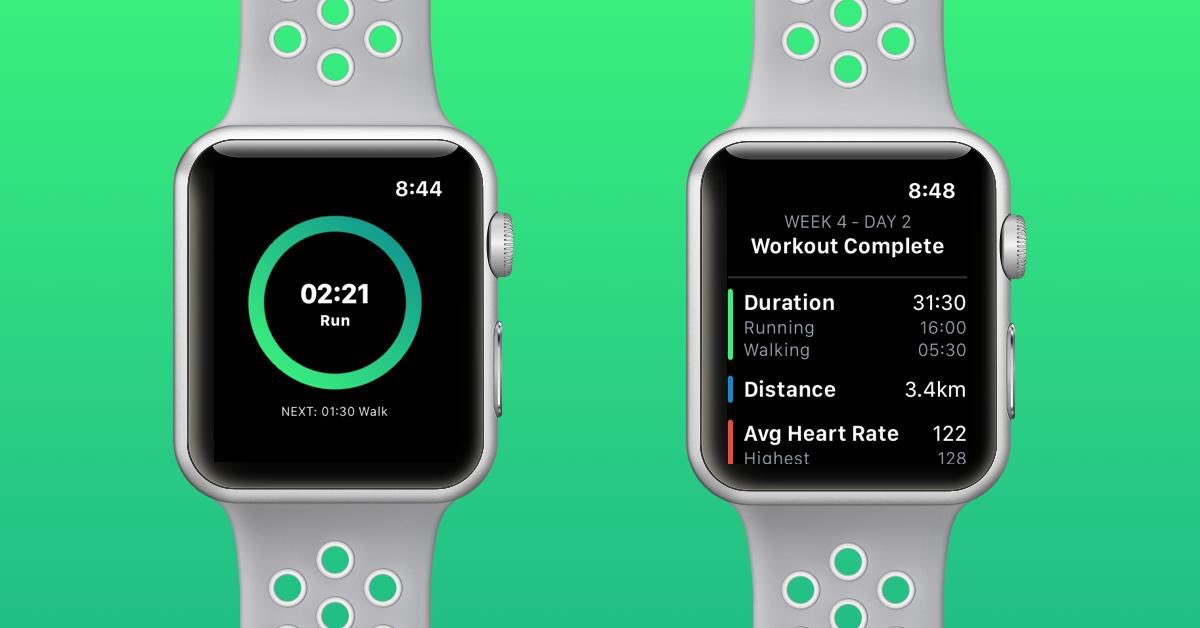 8:44
02:21
Run
NEXT: 01:30 Walk
8:48
WEEK 4 - DAY 2
Workout Complete
Duration 31:30
Running 16:00
Walking 05:30
Distance 3.4km
Avg Heart Rate 122
Highest 128